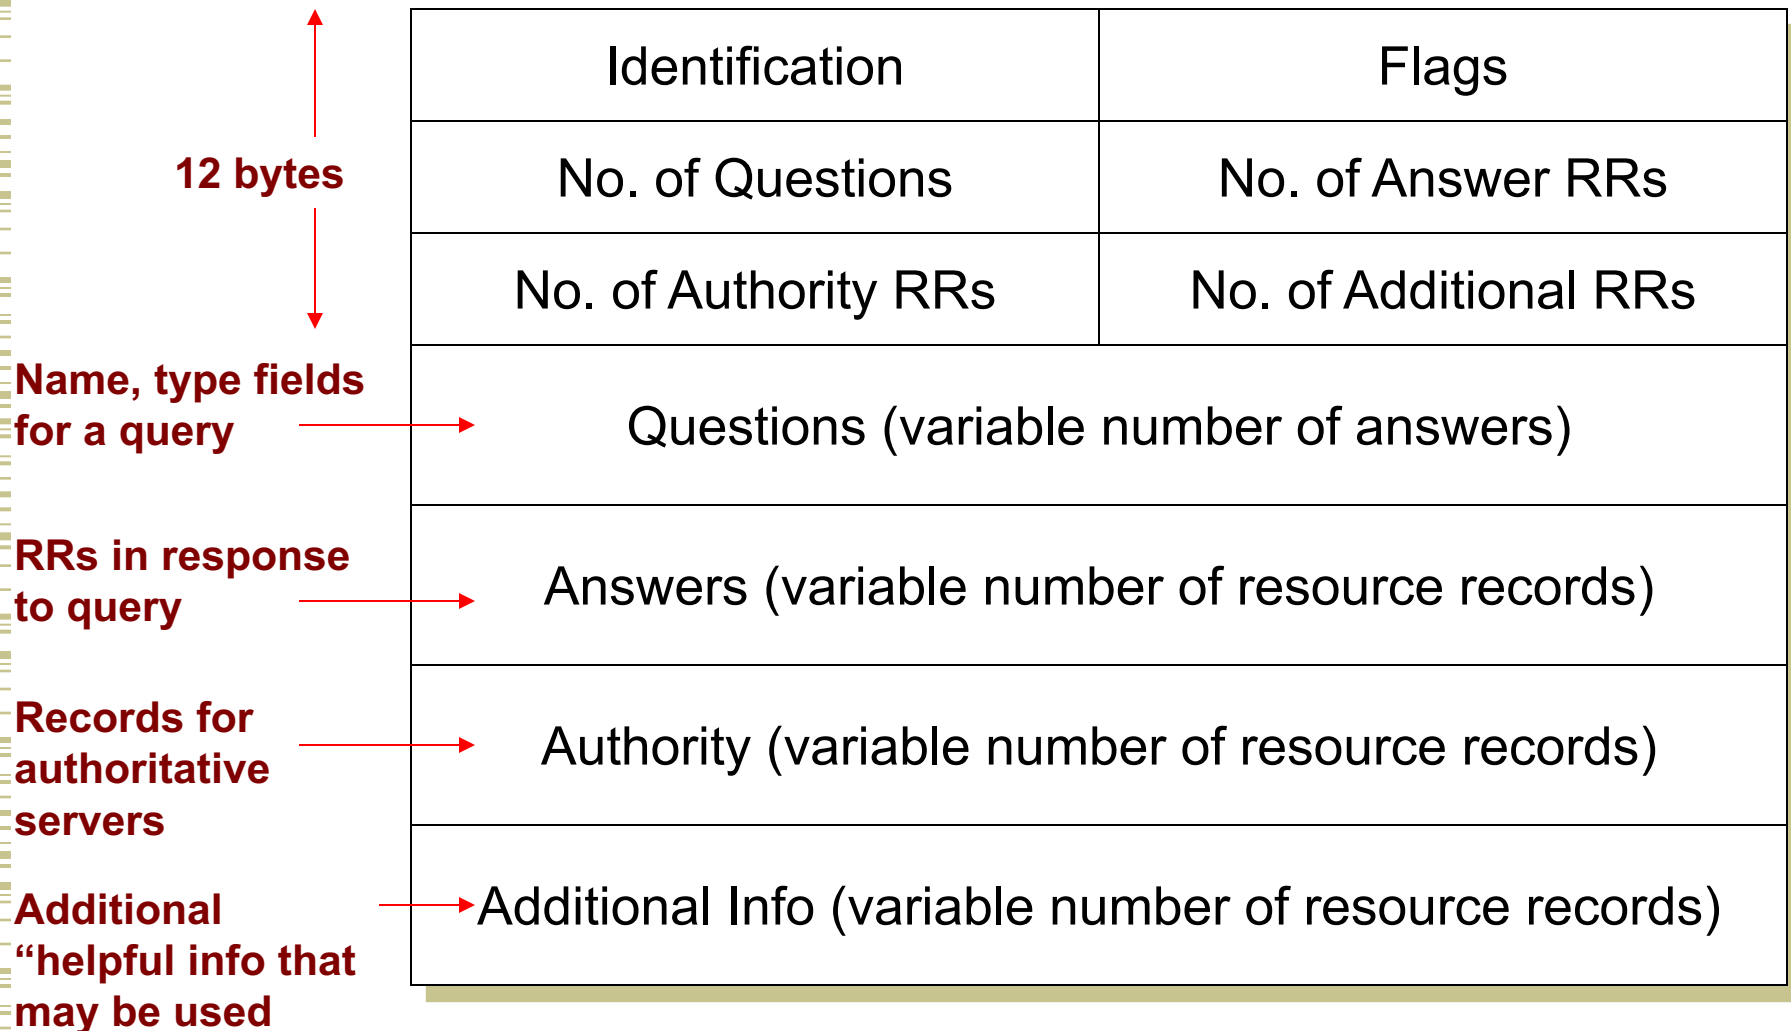 Identification
Flags
12 bytes
No. of Questions
No. of Answer RRs
No. of Authority RRs
No. of Additional RRs
Name, type fields
for a query
Questions (variable number of answers)
RRs in response
to query
Answers (variable number of resource records)
Records for
authoritative
servers
Authority (variable number of resource records)
Additional
“helpful info that
may be used
Additional Info (variable number of resource records)